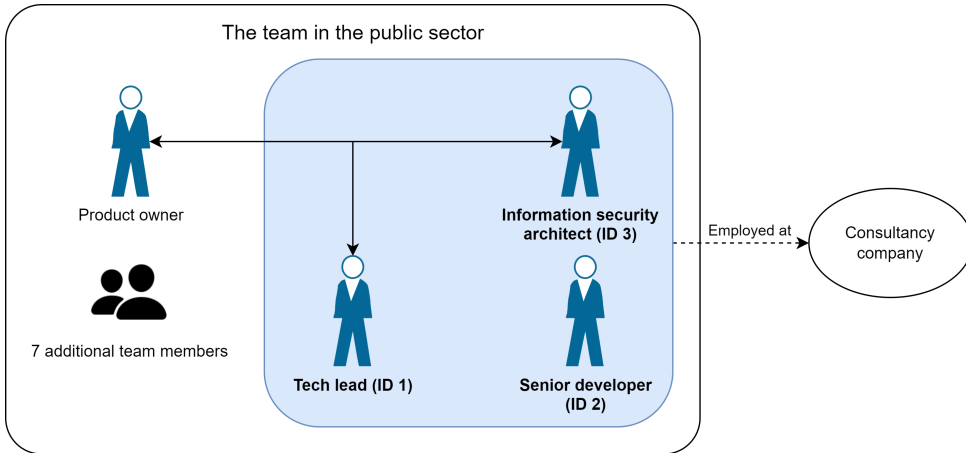 The team in the public sector
Product owner
Information security
architect (ID 3)
Employed at
Consultancy
company
7 additional team members
Tech lead (ID 1)
Senior developer
(ID 2)